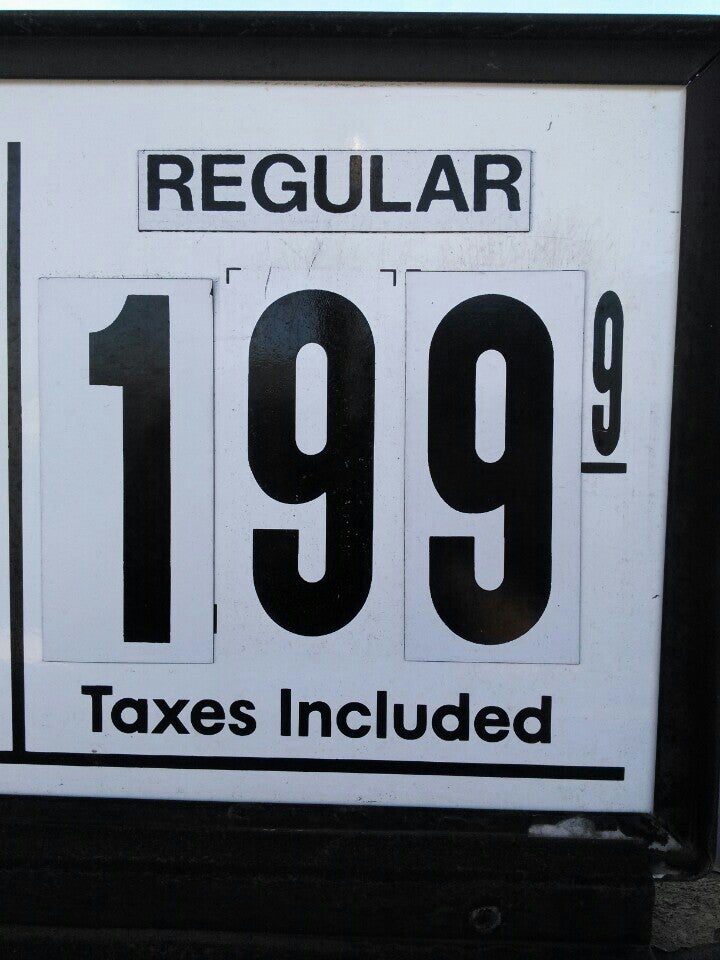 REGULAR
199 9
Taxes Included